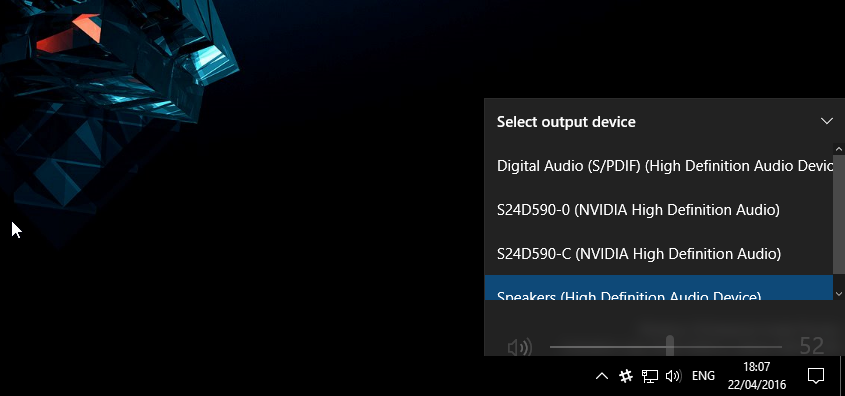 Select output device
Digital Audio (S/PDIF) (High Definition Audio Devic
S24D590-0 (NVIDIA High Definition Audio)
S24D590-C (NVIDIA High Definition Audio)
Speakers (High Definition Audio Device)
52
ENG
18:07
22/04/2016